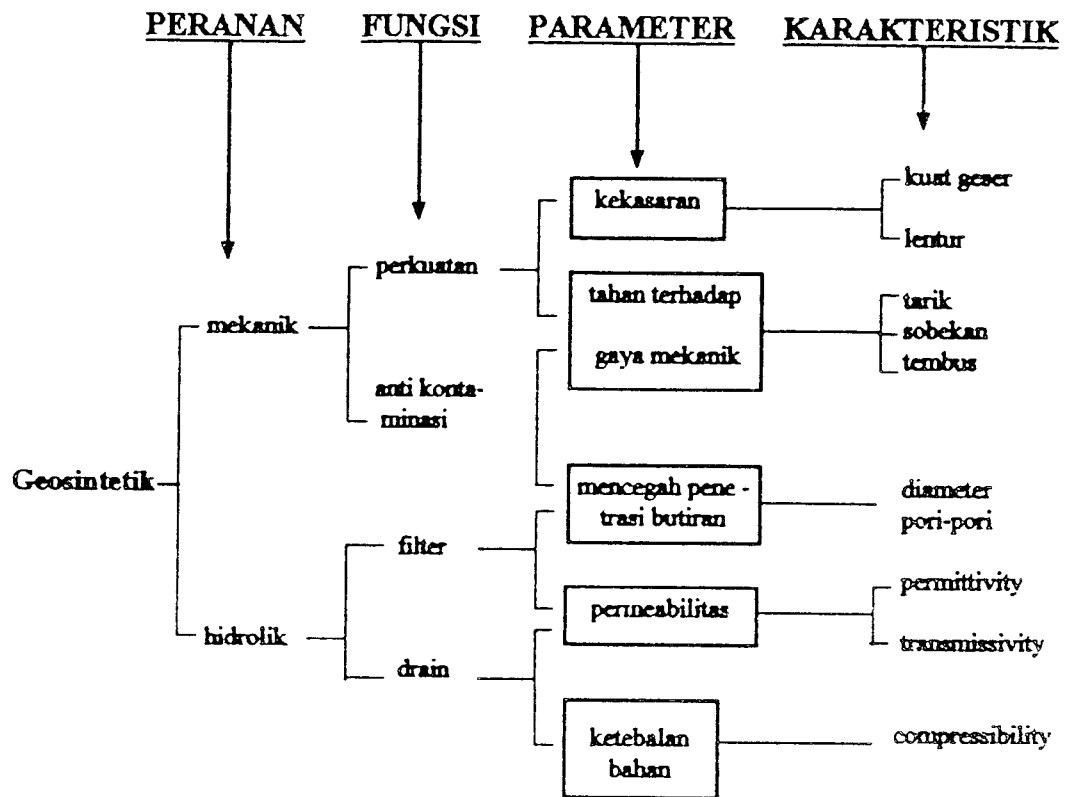 PERANAN FUNGSI PARAMETER KARAKTERISTIK
kekasaran
kuat geser
lentur
perkuatan
tahan terhadap
gaya mekanik
tarik
sobekan
tembus
mekanik
anti konta-
minasi
Geosintetik
mencegah pene -
trasi butiran
diameter
pori-pori
filter
hidrolik
permeabilitas
permittivity
transmissivity
drain
ketebalan
bahan
compressibility